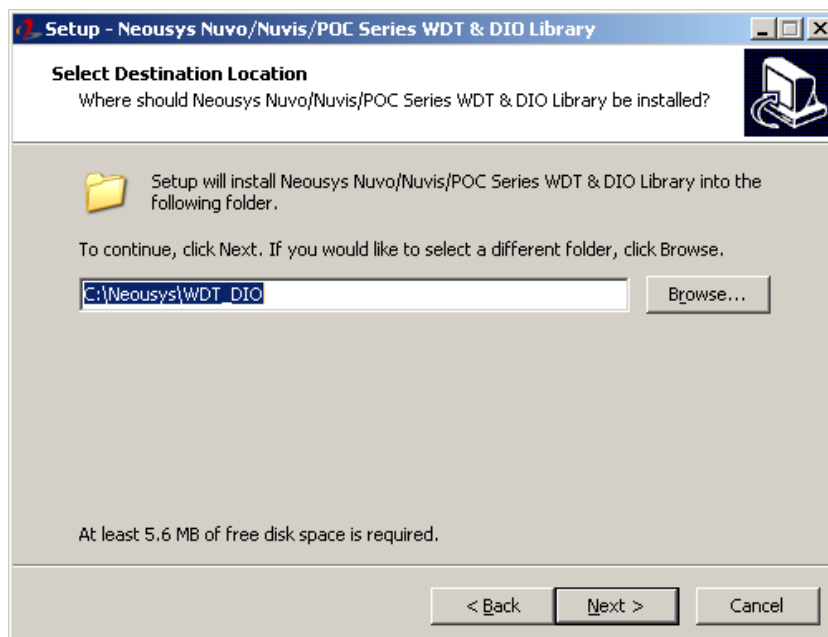 Setup - Neousys Nuvo/Nuvis/POC Series WDT & DIO Library
Select Destination Location
Where should Neousys Nuvo/Nuvis/POC Series WDT & DIO Library be installed?
Setup will install Neousys Nuvo/Nuvis/POC Series WDT & DIO Library into the
following folder.
To continue, click Next. If you would like to select a different folder, click Browse.
C:\Neousys\WDT_DIO
Browse...
At least 5.6 MB of free disk space is required.
< Back
Next >
Cancel